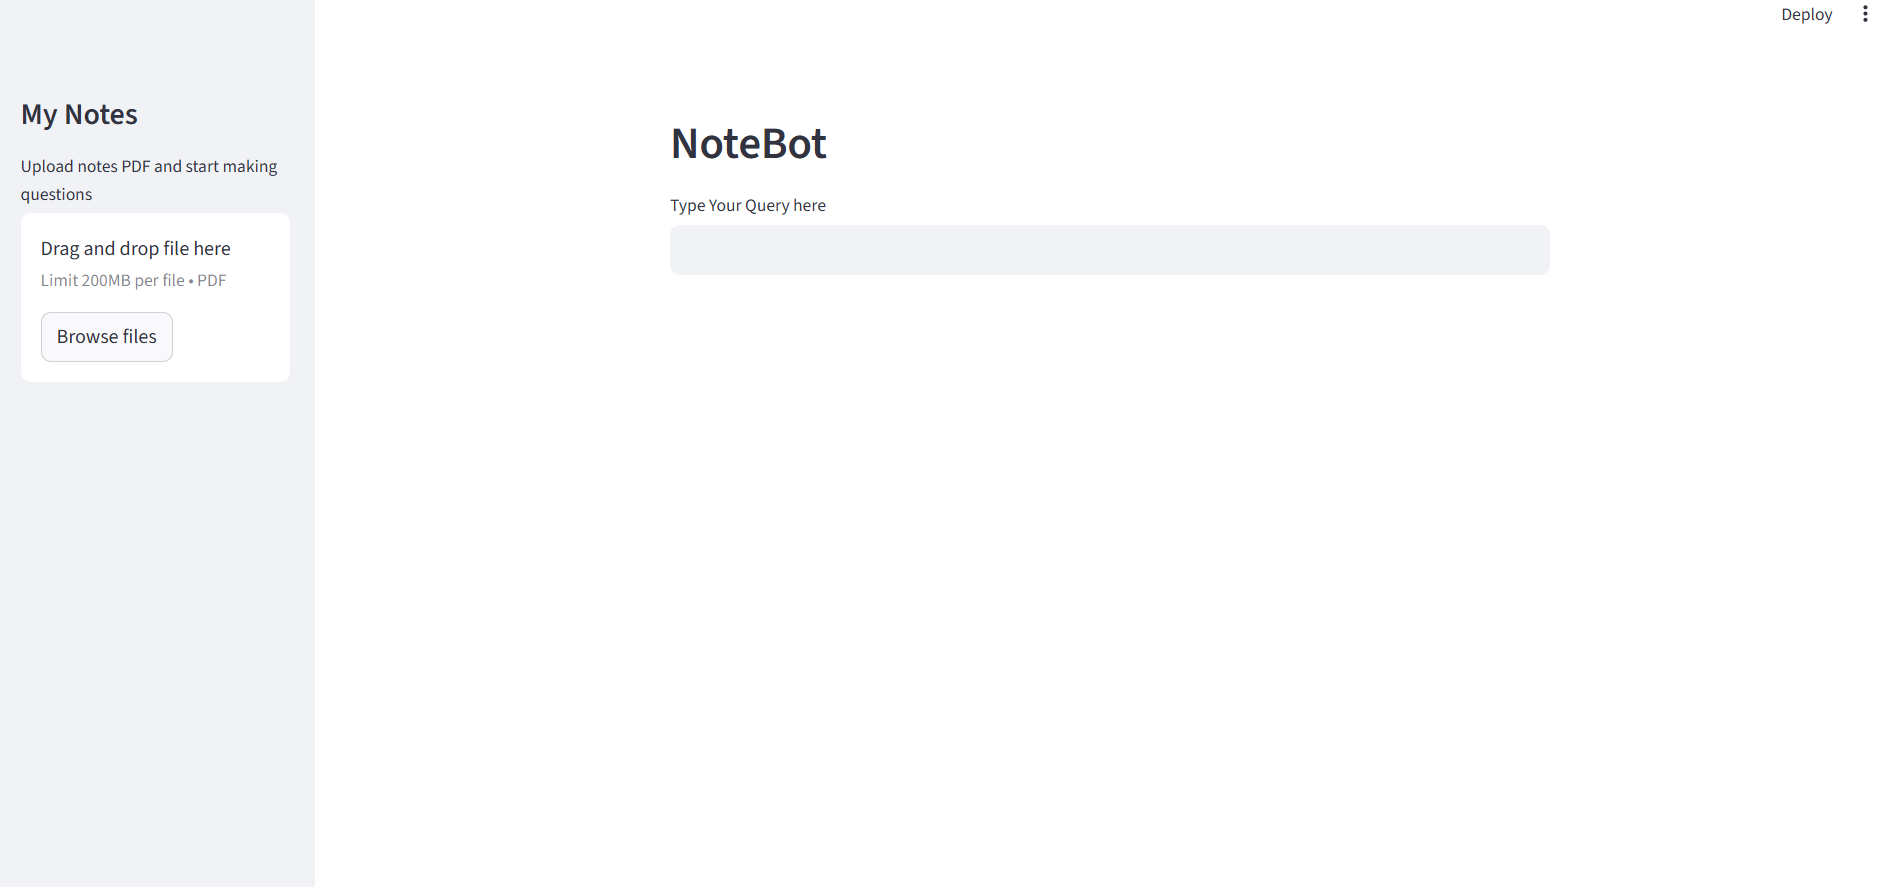 Deploy
My Notes
Upload notes PDF and start making
questions
Drag and drop file here
Limit 200MB per file • PDF
Browse files
NoteBot
Type Your Query here